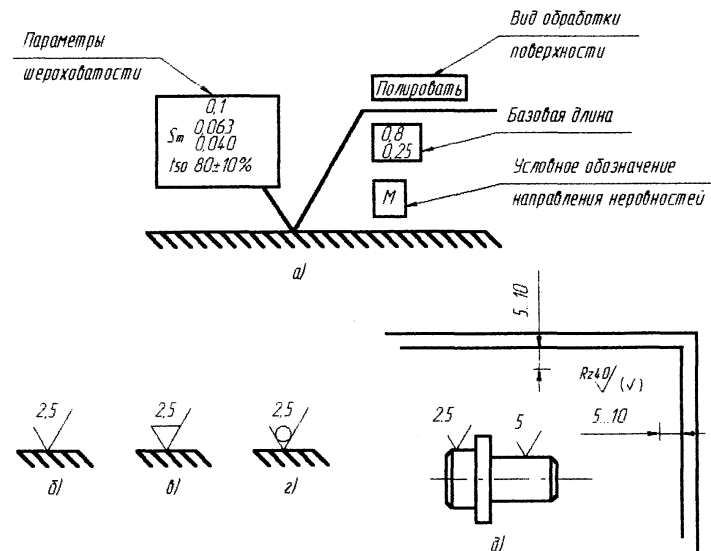 Параметры
шероховатости
0,1
Sm 0,063
0,040
tso 80±10%
Вид обработки
поверхности
Полировать
Базовая длина
0,8
0,25
Условное обозначение
направления неровностей
М
а)
5...10
Rz40 (√)
5...10
2,5
б)
2,5
в)
2,5
г)
2.5
5
д)